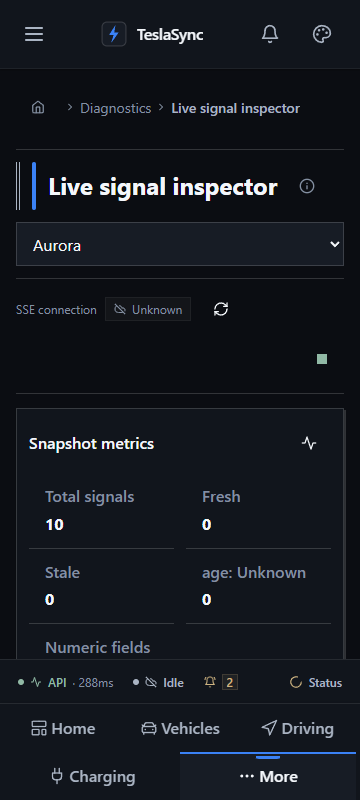 TeslaSync
Diagnostics Live signal inspector
Live signal inspector
Aurora
SSE connection Unknown
Snapshot metrics
Total signals Fresh
10 0
Stale age: Unknown
0 0
Numeric fields
API · 288ms Idle 2 Status
Home Vehicles Driving
Charging More